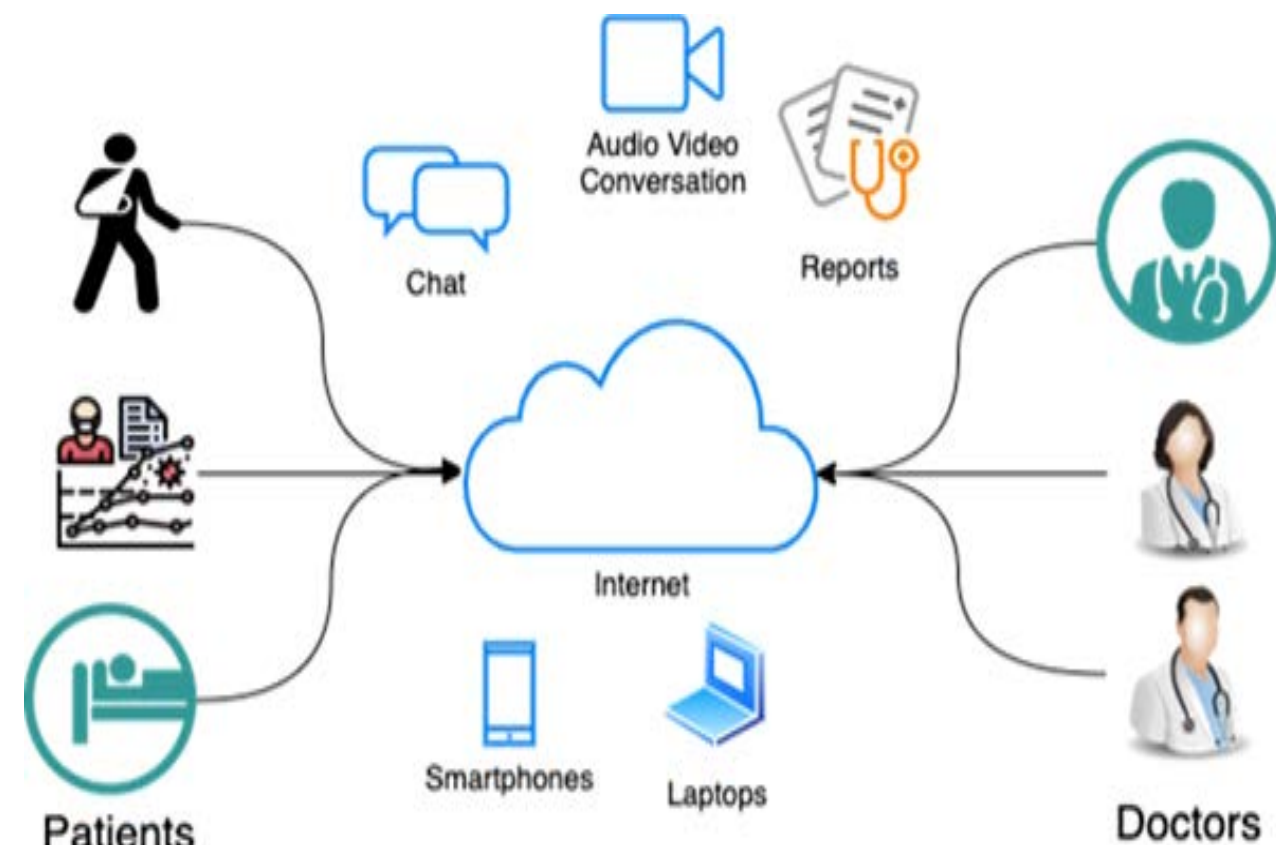 Audio Video
Conversation
Chat
Reports
Internet
Smartphones
Laptops
Patients
Doctors